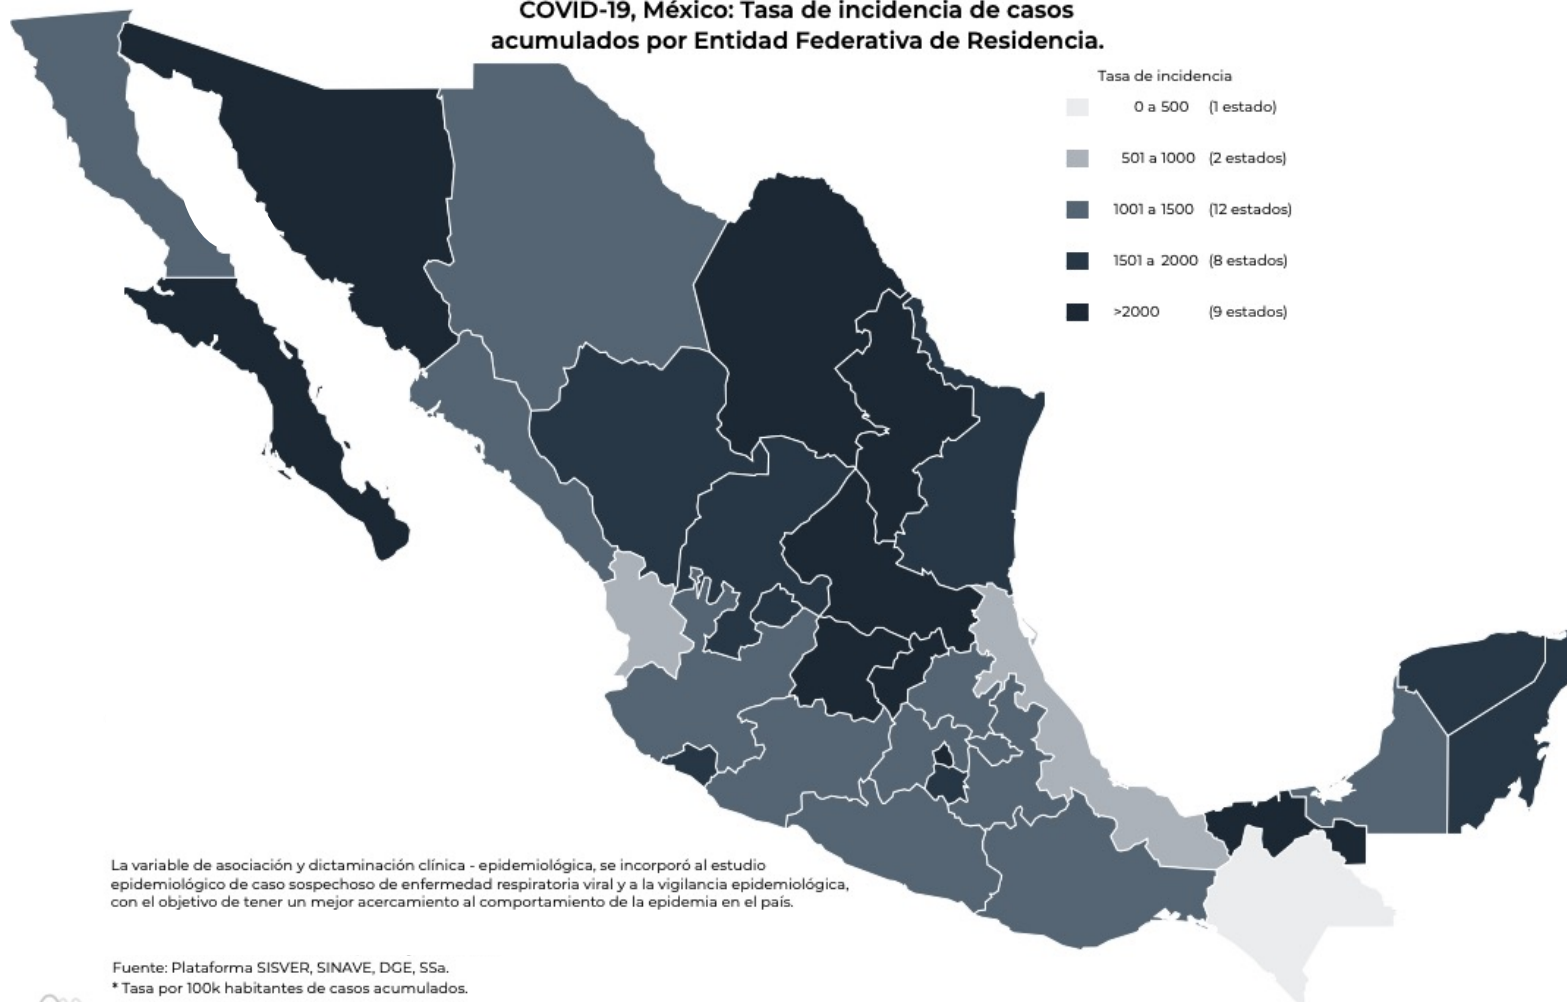 COVID-19, México: Tasa de incidencia de casos
acumulados por Entidad Federativa de Residencia.
Tasa de incidencia
0 a 500 (1 estado)
501 a 1000 (2 estados)
1001 a 1500 (12 estados)
1501 a 2000 (8 estados)
>2000 (9 estados)
La variable de asociación y dictaminación clínica - epidemiológica, se incorporó al estudio
epidemiológico de caso sospechoso de enfermedad respiratoria viral y a la vigilancia epidemiológica,
con el objetivo de tener un mejor acercamiento al comportamiento de la epidemia en el país.
Fuente: Plataforma SISVER, SINAVE, DGE, SSa.
* Tasa por 100k habitantes de casos acumulados.